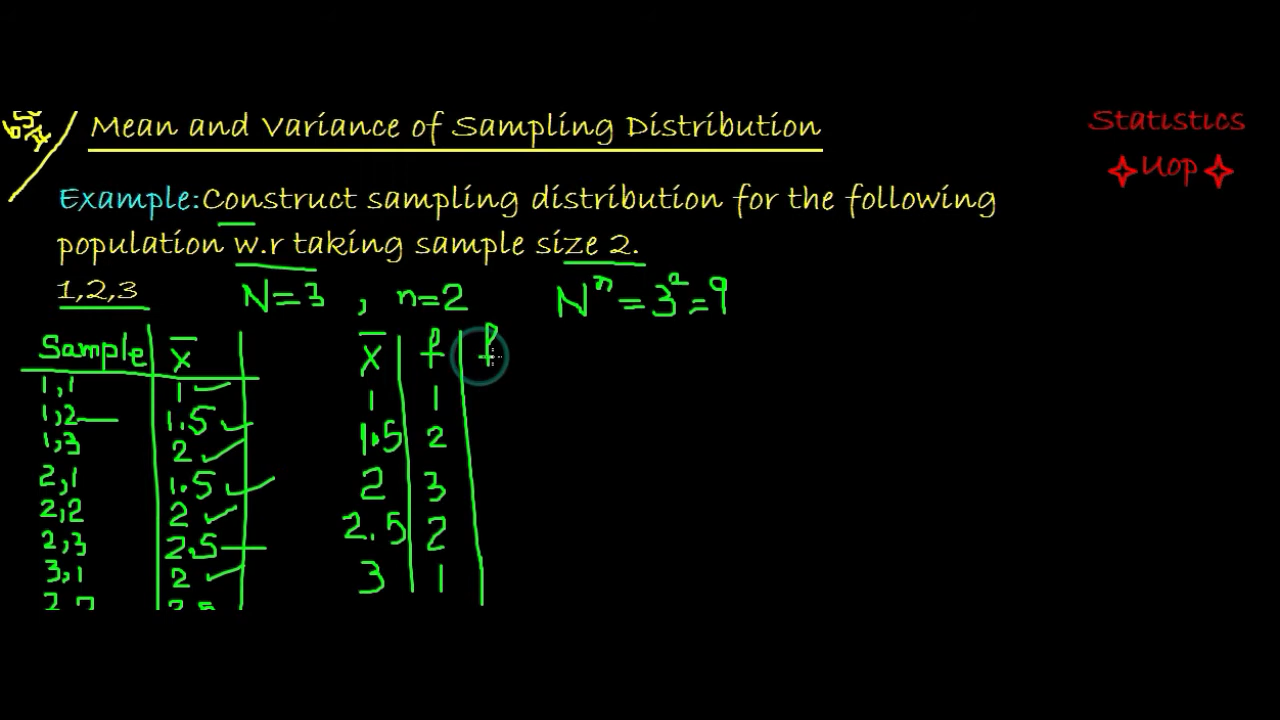 Mean and Variance of Sampling Distribution
Statistics
Uop
Example:Construct sampling distribution for the following
population w.r taking sample size 2.
1,2,3
N=3 , n=2
Nⁿ=3²=9
Sample x̄
1,1 1
1,2 1.5
1,3 2
2,1 1.5
2,2 2
2,3 2.5
3,1 2
x̄ f f
1 1
1.5 2
2 3
2.5 2
3 1